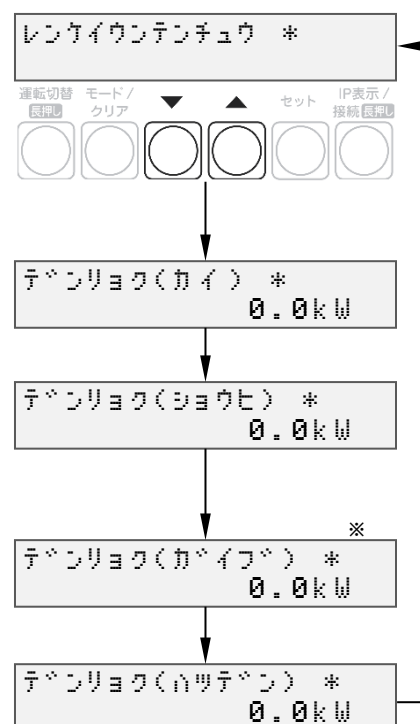 レンケイウンテンチュウ *
運転切替 モード/ ▼ ▲ セット IP表示/
長押し クリア 接続 長押し
デンリョク(カイ) *
0.0kW
デンリョク(ショウヒ) *
0.0kW
※
デンリョク(ガイブ) *
0.0kW
デンリョク(ハツデン) *
0.0kW